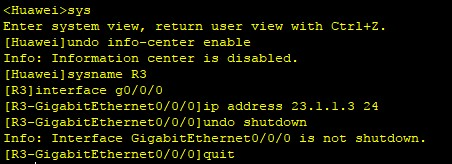 <Huawei>sys
Enter system view, return user view with Ctrl+Z.
[Huawei]undo info-center enable
Info: Information center is disabled.
[Huawei]sysname R3
[R3]interface g0/0/0
[R3-GigabitEthernet0/0/0]ip address 23.1.1.3 24
[R3-GigabitEthernet0/0/0]undo shutdown
Info: Interface GigabitEthernet0/0/0 is not shutdown.
[R3-GigabitEthernet0/0/0]quit